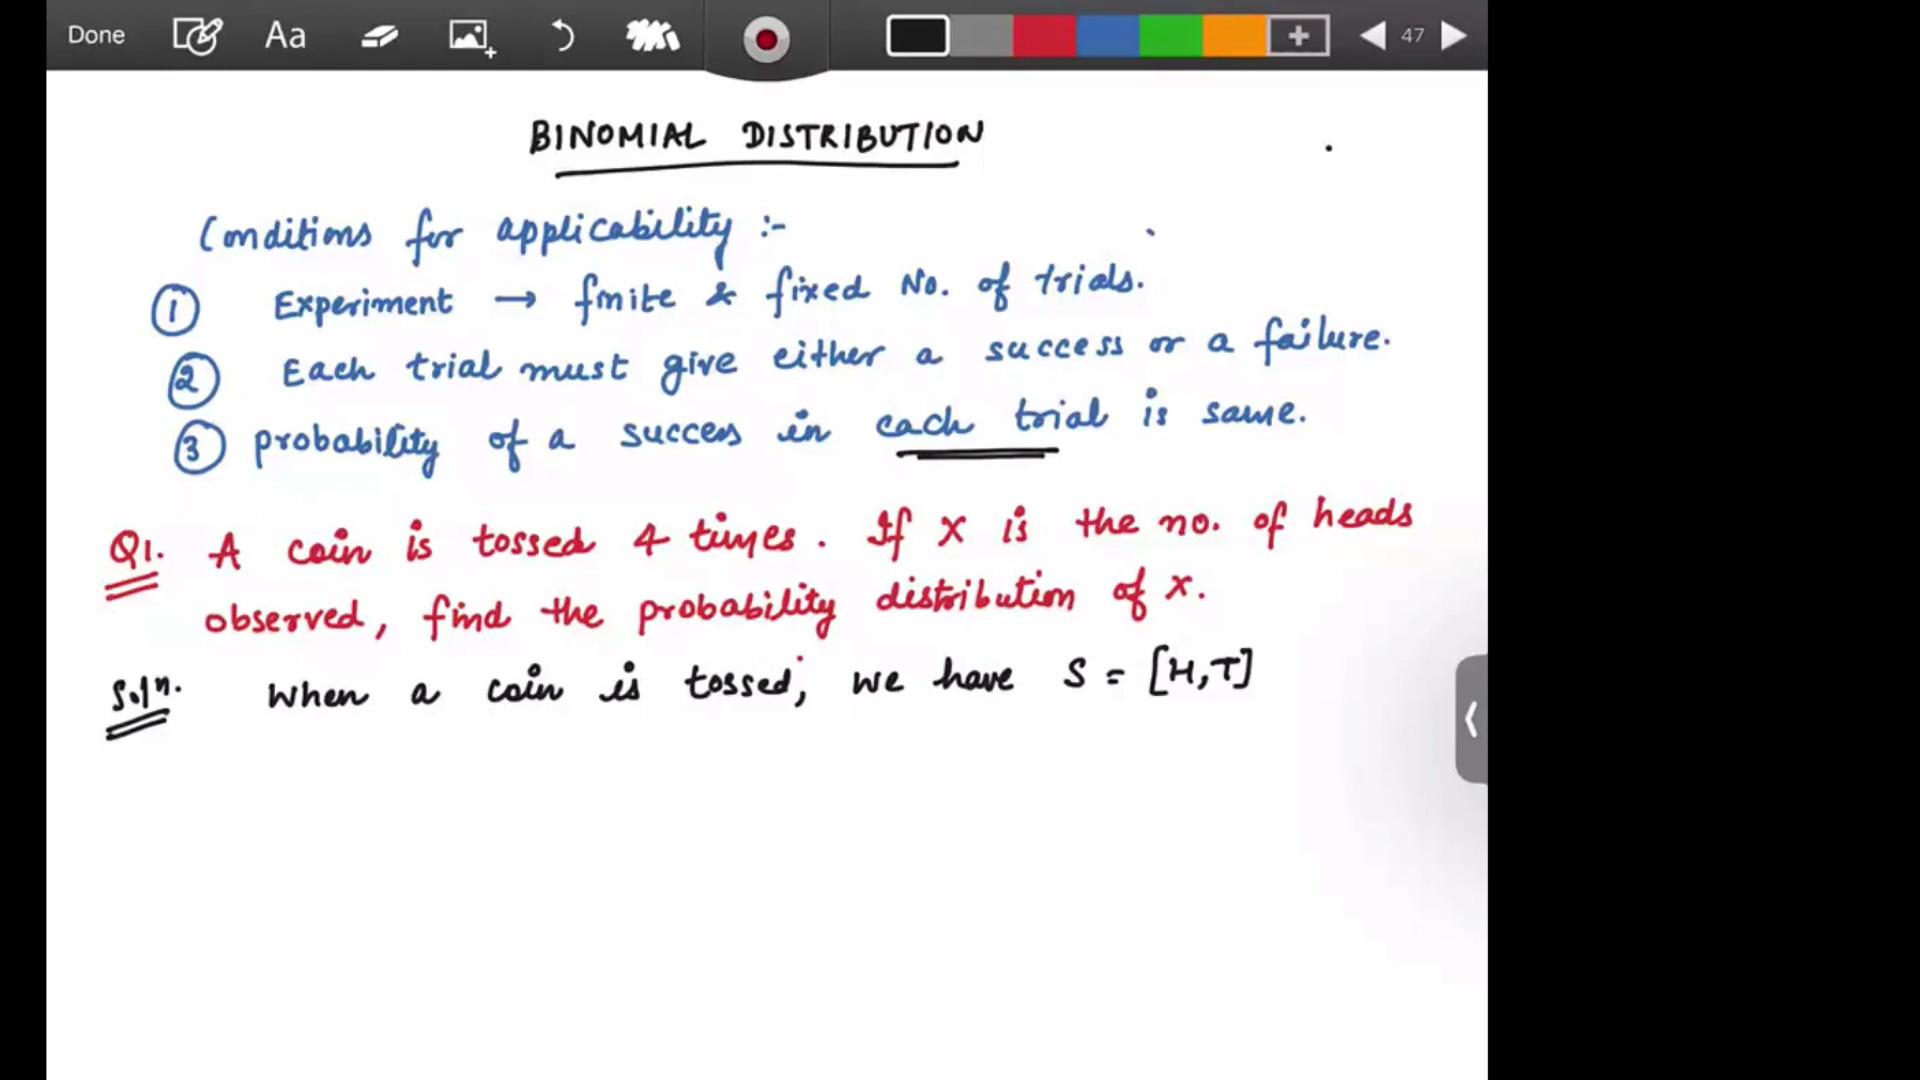 Done Aa 47
BINOMIAL DISTRIBUTION
Conditions for applicability :-
① Experiment → finite & fixed No. of trials.
② Each trial must give either a success or a failure.
③ probability of a success in each trial is same.
Q1. A coin is tossed 4 times. If X is the no. of heads
observed, find the probability distribution of X.
Soln. When a coin is tossed, we have S = [H,T]